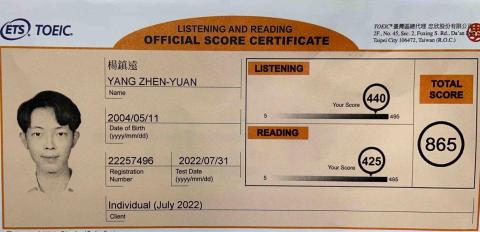 ETS TOEIC®
LISTENING AND READING
OFFICIAL SCORE CERTIFICATE
TOEIC® 臺灣區總代理 忠欣股份有限公司
2F., No. 45, Sec. 2, Fuxing S. Rd., Da'an
Taipei City 106472, Taiwan (R.O.C.)
楊鎮遠
YANG ZHEN-YUAN
Name
2004/05/11
Date of Birth
(yyyy/mm/dd)
22257496 2022/07/31
Registration Number
Test Date
(yyyy/mm/dd)
Individual (July 2022)
Client
LISTENING
Your Score 440
5 495
READING
Your Score 425
5 495
TOTAL
SCORE
865